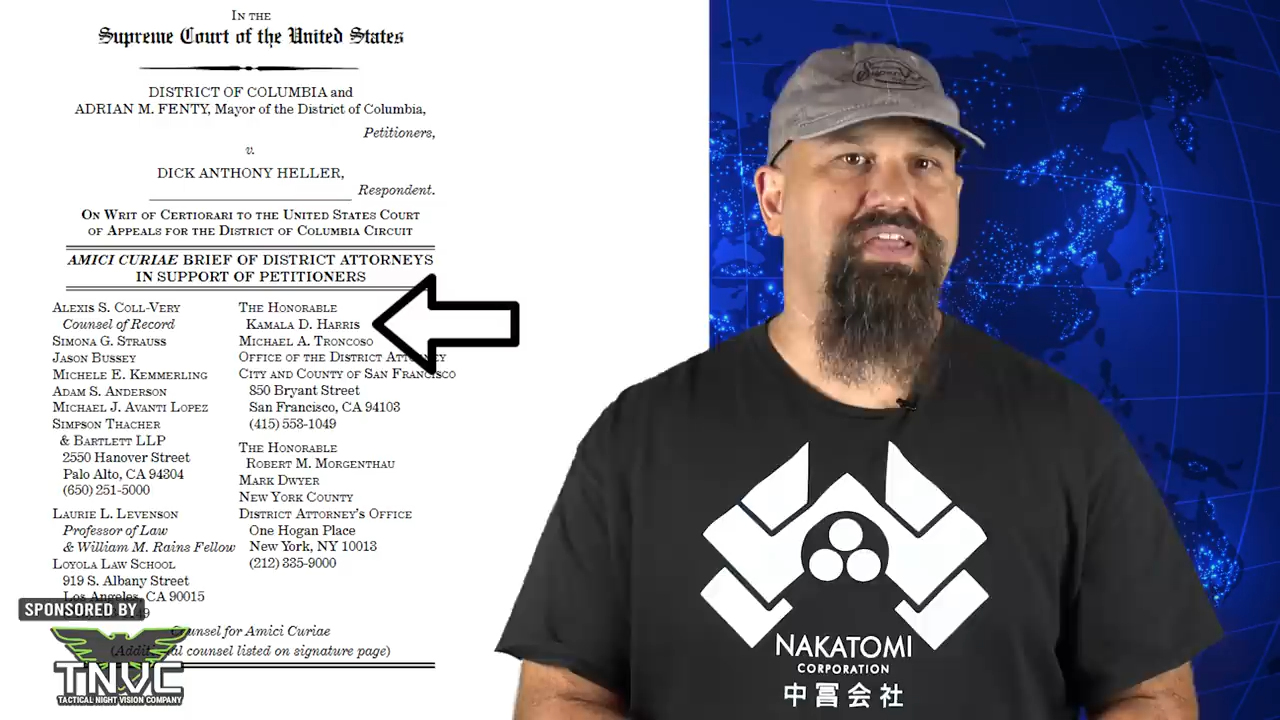 IN THE
Supreme Court of the United States
DISTRICT OF COLUMBIA and
ADRIAN M. FENTY, Mayor of the District of Columbia,
Petitioners,
v.
DICK ANTHONY HELLER,
Respondent.
ON WRIT OF CERTIORARI TO THE UNITED STATES COURT
OF APPEALS FOR THE DISTRICT OF COLUMBIA CIRCUIT
AMICI CURIAE BRIEF OF DISTRICT ATTORNEYS
IN SUPPORT OF PETITIONERS
ALEXIS S. COLL-VERY
Counsel of Record
SIMONA G. STRAUSS
JASON BUSSEY
MICHELE E. KEMMERLING
ADAM S. ANDERSON
MICHAEL J. AVANTI LOPEZ
SIMPSON THACHER
& BARTLETT LLP
2550 Hanover Street
Palo Alto, CA 94304
(650) 251-5000
LAURIE L. LEVENSON
Professor of Law
& William M. Rains Fellow
LOYOLA LAW SCHOOL
919 S. Albany Street
Los Angeles, CA 90015
THE HONORABLE
KAMALA D. HARRIS
MICHAEL A. TRONCOSO
OFFICE OF THE DISTRICT ATTORNEY
CITY AND COUNTY OF SAN FRANCISCO
850 Bryant Street
San Francisco, CA 94103
(415) 553-1049
THE HONORABLE
ROBERT M. MORGENTHAU
MARK DWYER
NEW YORK COUNTY
DISTRICT ATTORNEY'S OFFICE
One Hogan Place
New York, NY 10013
(212) 335-9000
Counsel for Amici Curiae
(Additional counsel listed on signature page)
SPONSORED BY
TNVC
TACTICAL NIGHT VISION COMPANY
NAKATOMI
CORPORATION
中冨会社